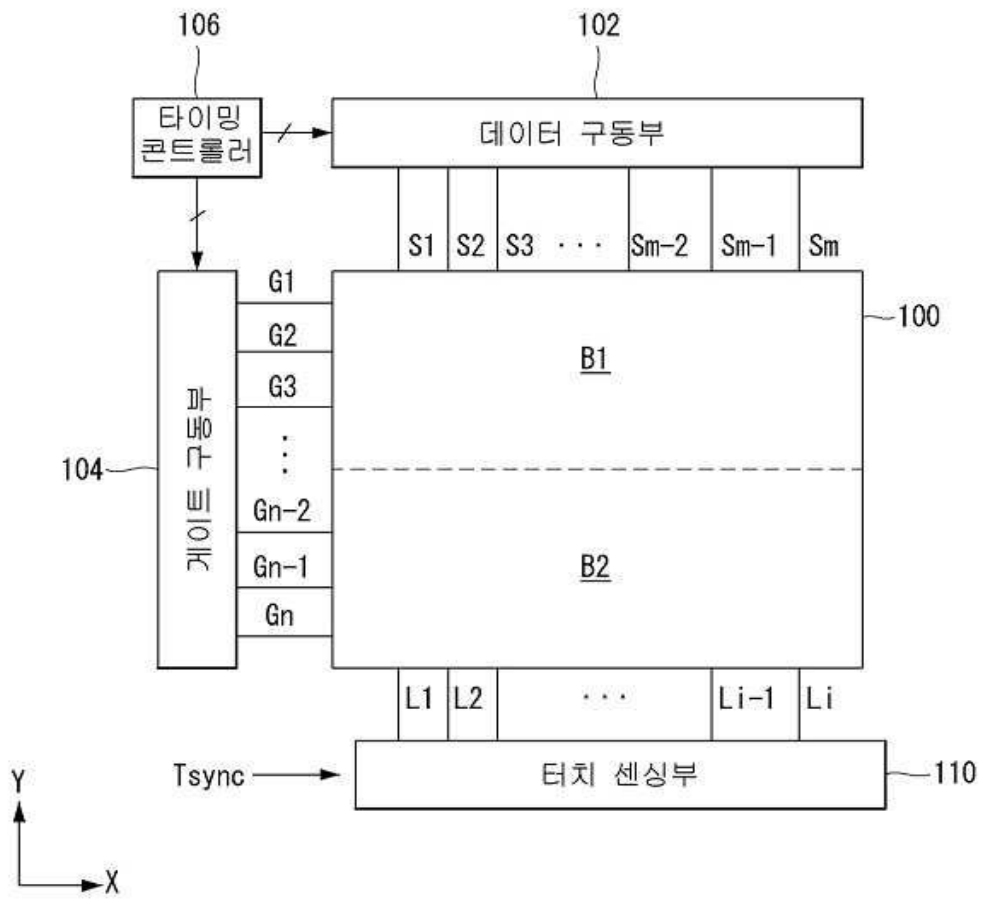 106
102
타이밍
콘트롤러
데이터 구동부
S1 S2 S3 ··· Sm-2 Sm-1 Sm
G1
100
G2
B1
G3
게이트 구동부
⋮
104
Gn-2
Gn-1
B2
Gn
L1 L2 ··· Li-1 Li
Tsync
터치 센싱부
110
Y
X